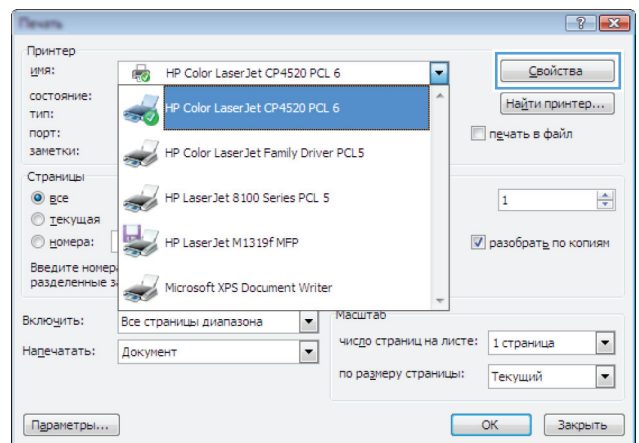 Печать
Принтер
имя: HP Color LaserJet CP4520 PCL 6 Свойства
состояние: HP Color LaserJet CP4520 PCL 6 Найти принтер...
тип:
порт: HP Color LaserJet Family Driver PCL5 печать в файл
заметки:
Страницы
все HP LaserJet 8100 Series PCL 5 1
текущая
номера: HP LaserJet M1319f MFP разобрать по копиям
Введите номер
разделенные з Microsoft XPS Document Writer
Включить: Все страницы диапазона Масштаб
число страниц на листе: 1 страница
Напечатать: Документ
по размеру страницы: Текущий
Параметры... OK Закрыть